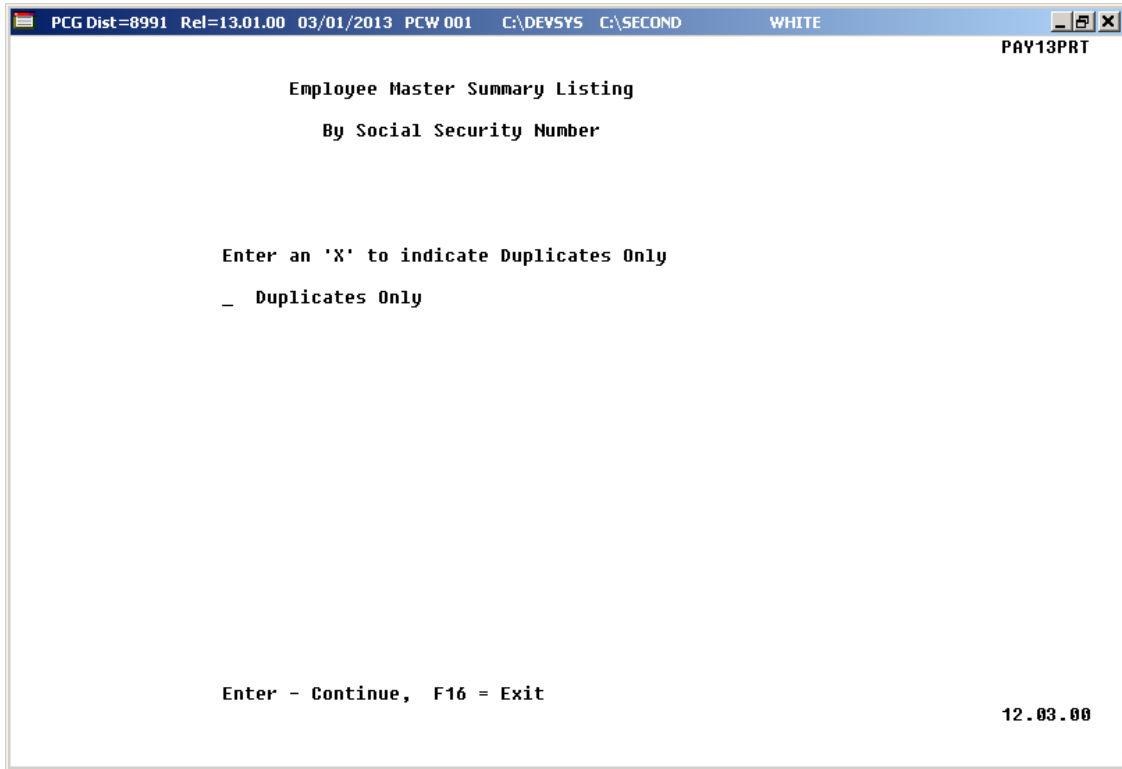 PCG Dist=8991 Rel=13.01.00 03/01/2013 PCW 001 C:\DEVSYS C:\SECOND WHITE
PAY13PRT
Employee Master Summary Listing
By Social Security Number
Enter an 'X' to indicate Duplicates Only
_ Duplicates Only
Enter - Continue, F16 = Exit
12.03.00